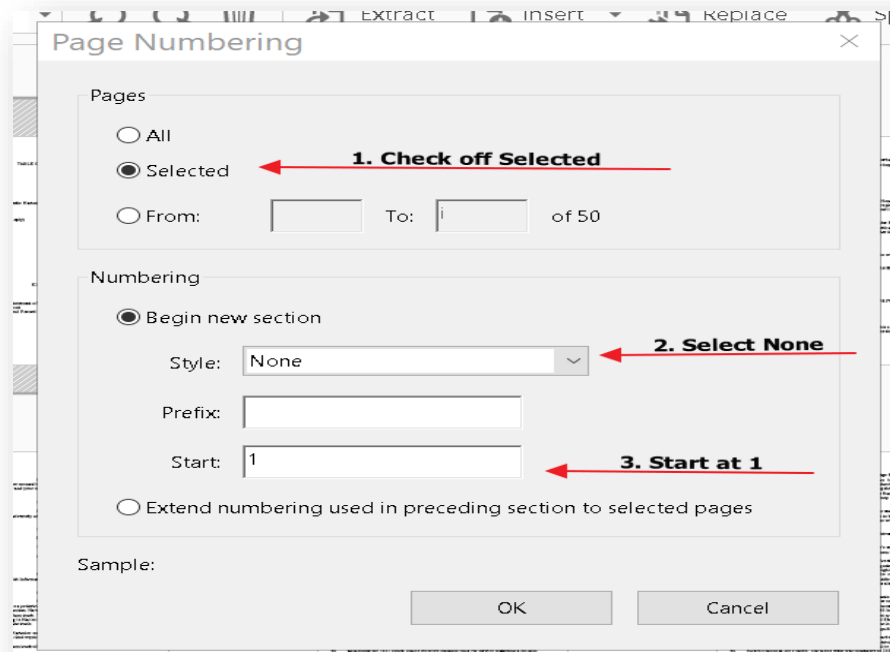 Extract Insert Replace
Page Numbering
Pages
All
Selected
1. Check off Selected
From: To: i of 50
Numbering
Begin new section
Style: None
2. Select None
Prefix:
Start: 1
3. Start at 1
Extend numbering used in preceding section to selected pages
Sample:
OK Cancel